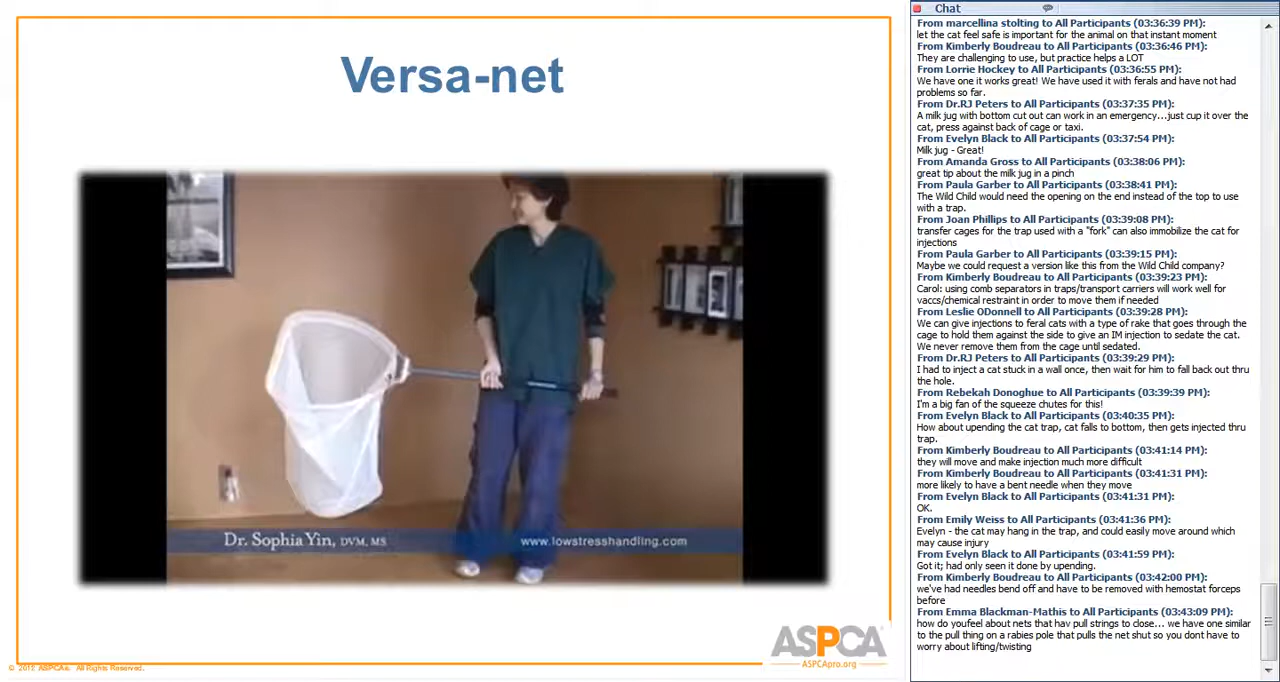 Versa-net
Dr. Sophia Yin, DVM, MS
www.lowstresshandling.com
ASPCA
ASPCApro.org
All Rights Reserved.
Chat
From marcellina stolting to All Participants (03:36:39 PM):
let the cat feel safe is important for the animal on that instant moment
From Kimberly Boudreau to All Participants (03:36:46 PM):
They are challenging to use, but practice helps a LOT
From Lorrie Hockey to All Participants (03:36:55 PM):
We have one it works great! We have used it with ferals and have not had
problems so far.
From Dr.RJ Peters to All Participants (03:37:35 PM):
A milk jug with bottom cut out can work in an emergency...just cup it over the
cat, press against back of cage or taxi.
From Evelyn Black to All Participants (03:37:54 PM):
Milk jug - Great!
From Amanda Gross to All Participants (03:38:06 PM):
great tip about the milk jug in a pinch
From Paula Garber to All Participants (03:38:41 PM):
The Wild Child would need the opening on the end instead of the top to use
with a trap.
From Joan Phillips to All Participants (03:39:08 PM):
transfer cages for the trap used with a "fork" can also immobilize the cat for
injections
From Paula Garber to All Participants (03:39:15 PM):
Maybe we could request a version like this from the Wild Child company?
From Kimberly Boudreau to All Participants (03:39:23 PM):
Carol: using comb separators in traps/transport carriers will work well for
vaccs/chemical restraint in order to move them if needed
From Leslie ODonnell to All Participants (03:39:28 PM):
We can give injections to feral cats with a type of rake that goes through the
cage to hold them against the side to give an IM injection to sedate the cat.
We never remove them from the cage until sedated.
From Dr.RJ Peters to All Participants (03:39:29 PM):
I had to inject a cat stuck in a wall once, then wait for him to fall back out thru
the hole.
From Rebekah Donoghue to All Participants (03:39:39 PM):
I'm a big fan of the squeeze chutes for this!
From Evelyn Black to All Participants (03:40:35 PM):
How about upending the cat trap, cat falls to bottom, then gets injected thru
trap.
From Kimberly Boudreau to All Participants (03:41:14 PM):
they will move and make injection much more difficult
From Kimberly Boudreau to All Participants (03:41:31 PM):
more likely to have a bent needle when they move
From Evelyn Black to All Participants (03:41:31 PM):
OK.
From Emily Weiss to All Participants (03:41:36 PM):
Evelyn - the cat may hang in the trap, and could easily move around which
may cause injury
From Evelyn Black to All Participants (03:41:59 PM):
Got it; had only seen it done by upending.
From Kimberly Boudreau to All Participants (03:42:00 PM):
we've had needles bend off and have to be removed with hemostat forceps
before
From Emma Blackman-Mathis to All Participants (03:43:09 PM):
how do youfeel about nets that hav pull strings to close... we have one similar
to the pull thing on a rabies pole that pulls the net shut so you dont have to
worry about lifting/twisting